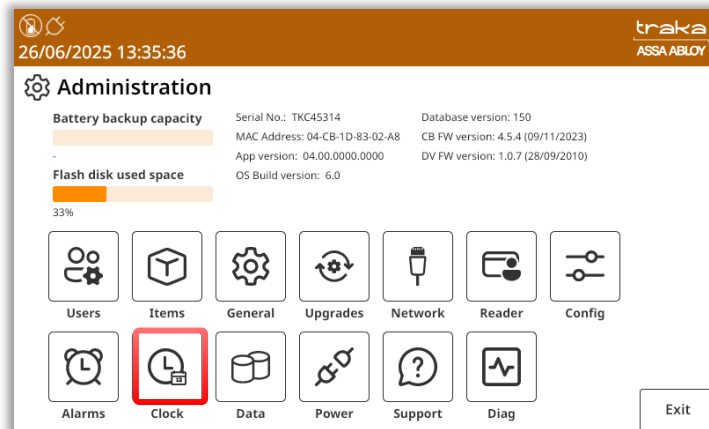 26/06/2025 13:35:36
traka
ASSA ABLOY
Administration
Battery backup capacity
-
Flash disk used space
33%
Serial No.: TKC45314
MAC Address: 04-CB-1D-83-02-A8
App version: 04.00.0000.0000
OS Build version: 6.0
Database version: 150
CB FW version: 4.5.4 (09/11/2023)
DV FW version: 1.0.7 (28/09/2010)
Users Items General Upgrades Network Reader Config
Alarms Clock Data Power Support Diag
Exit